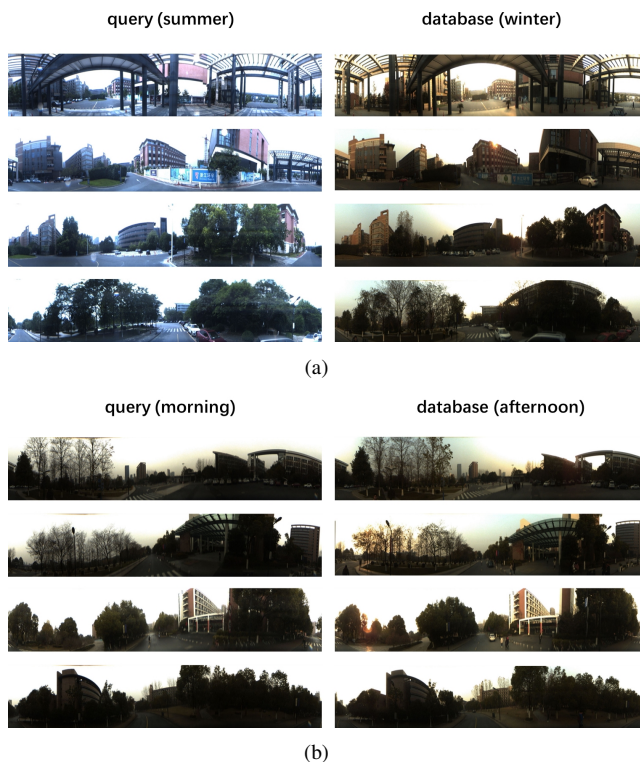 query (summer) database (winter)
(a)
query (morning) database (afternoon)
(b)